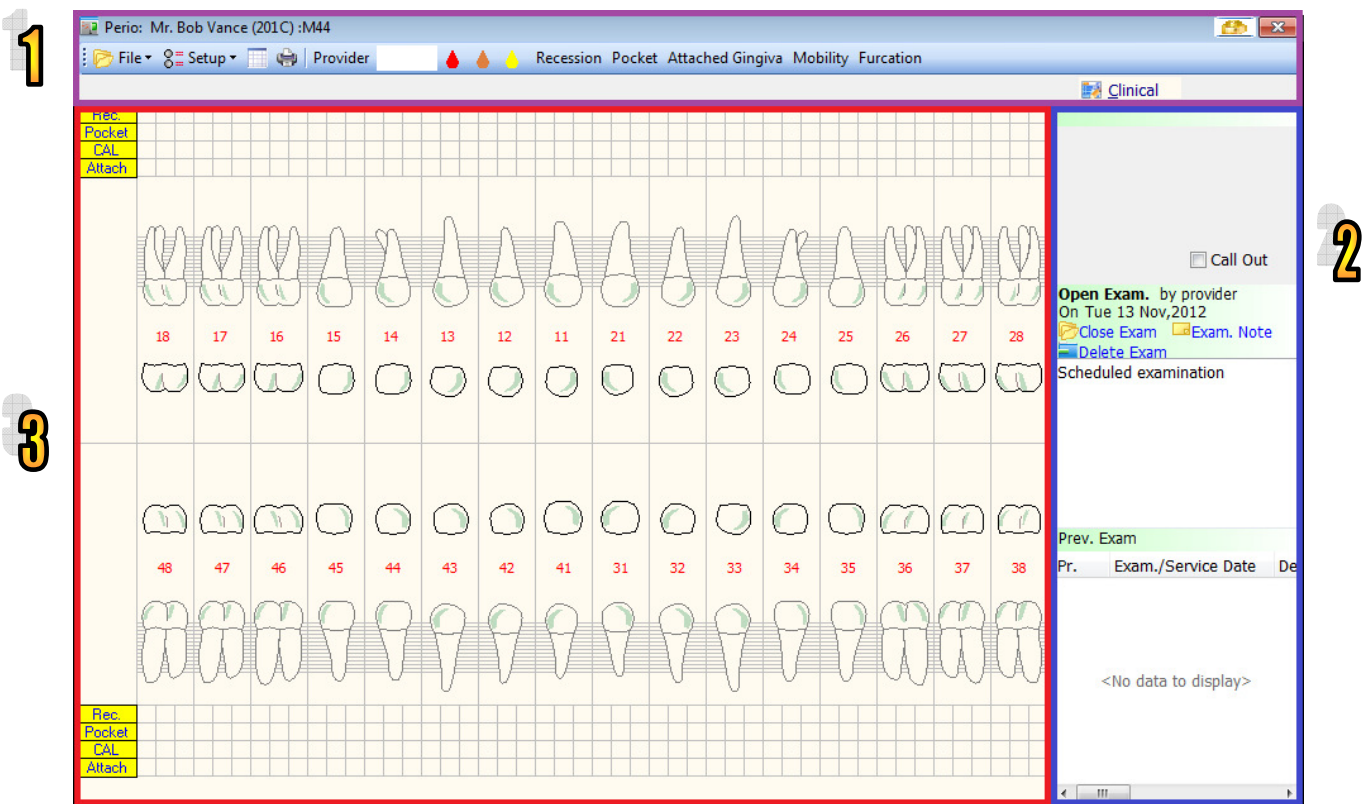 1
Perio: Mr. Bob Vance (201C) :M44
File Setup Provider Recession Pocket Attached Gingiva Mobility Furcation
Clinical
Rec.
Pocket
CAL
Attach
2
Call Out
Open Exam. by provider
On Tue 13 Nov,2012
Close Exam Exam. Note
Delete Exam
Scheduled examination
18 17 16 15 14 13 12 11 21 22 23 24 25 26 27 28
3
48 47 46 45 44 43 42 41 31 32 33 34 35 36 37 38
Prev. Exam
Pr. Exam./Service Date De
<No data to display>
Rec.
Pocket
CAL
Attach